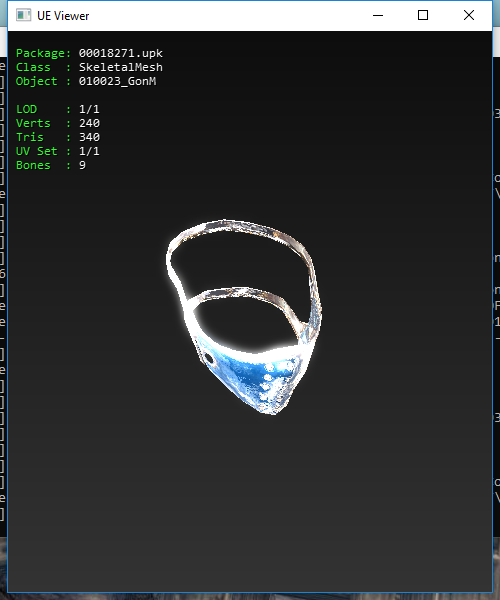 UE Viewer
Package: 00018271.upk
Class  : SkeletalMesh
Object : 010023_GonM
LOD    : 1/1
Verts  : 240
Tris   : 340
UV Set : 1/1
Bones  : 9